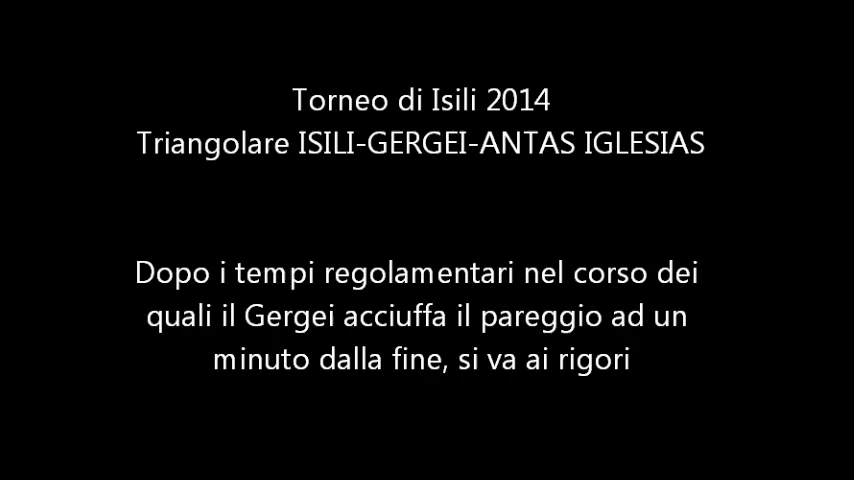 Torneo di Isili 2014
Triangolare ISILI-GERGEI-ANTAS IGLESIAS
Dopo i tempi regolamentari nel corso dei
quali il Gergei acciuffa il pareggio ad un
minuto dalla fine, si va ai rigori